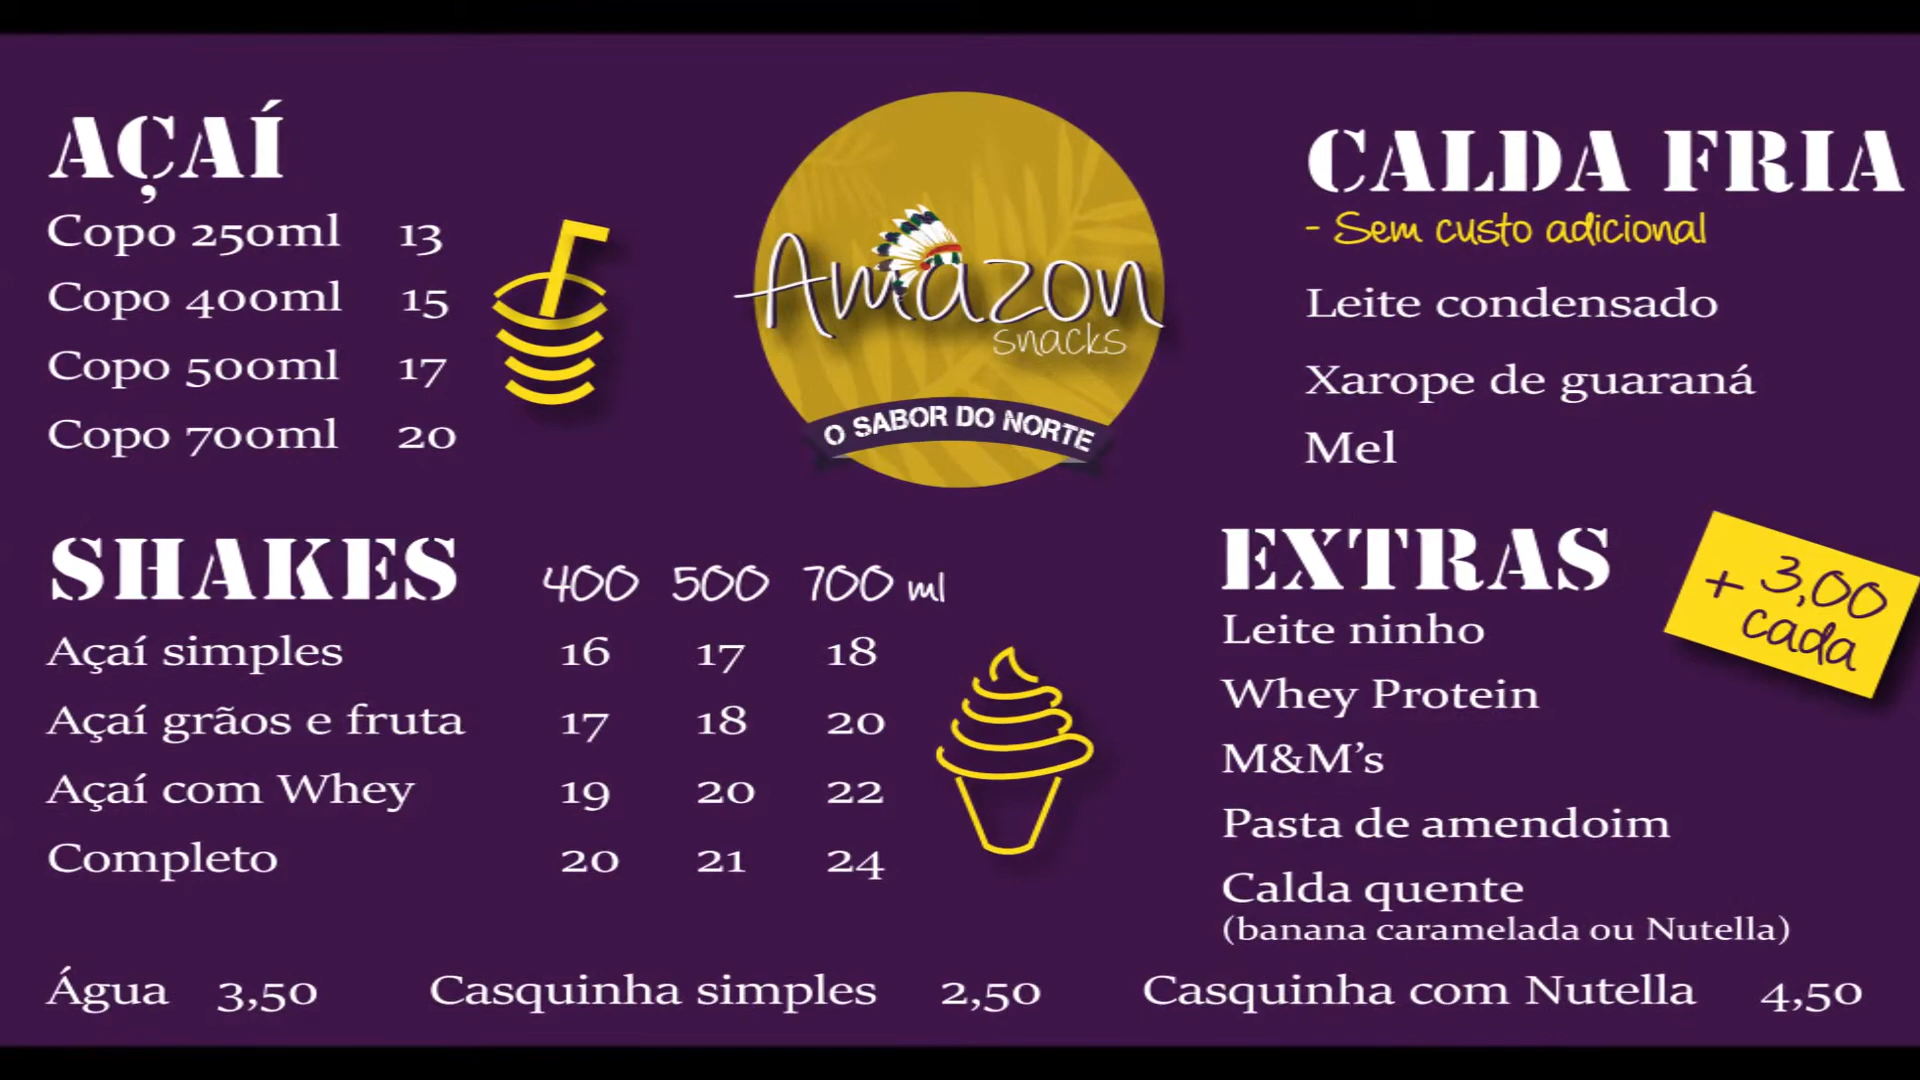 AÇAÍ
Copo 250ml 13
Copo 400ml 15
Copo 500ml 17
Copo 700ml 20
Amazon
snacks
O SABOR DO NORTE
CALDA FRIA
- Sem custo adicional
Leite condensado
Xarope de guaraná
Mel
SHAKES 400 500 700 ml
Açaí simples 16 17 18
Açaí grãos e fruta 17 18 20
Açaí com Whey 19 20 22
Completo 20 21 24
EXTRAS
+ 3,00
cada
Leite ninho
Whey Protein
M&M’s
Pasta de amendoim
Calda quente
(banana caramelada ou Nutella)
Água 3,50 Casquinha simples 2,50 Casquinha com Nutella 4,50